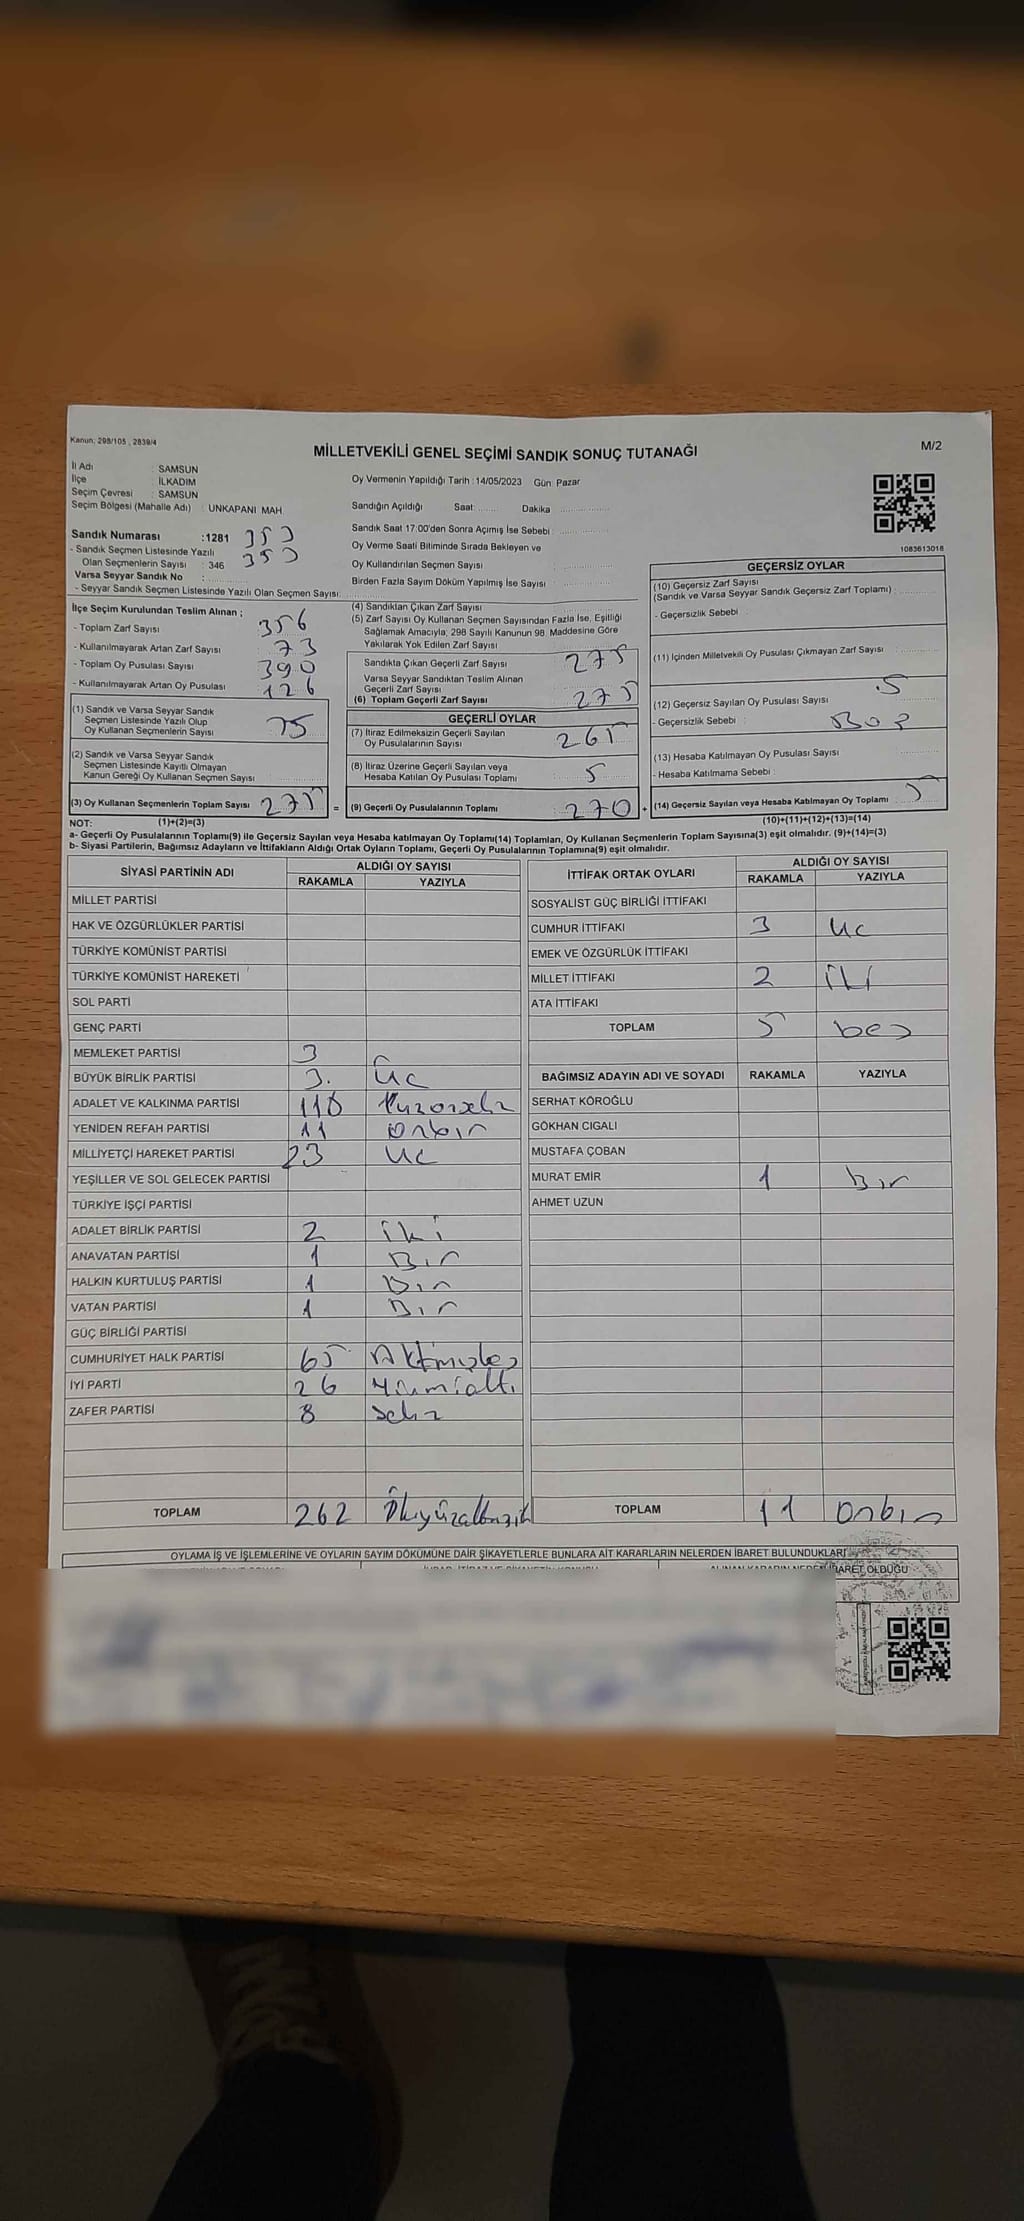 Kanun: 298/105 , 2839/4
MİLLETVEKİLİ GENEL SEÇİMİ SANDIK SONUÇ TUTANAĞI
M/2
İl Adı : SAMSUN
İlçe : İLKADIM
Seçim Çevresi : SAMSUN
Seçim Bölgesi (Mahalle Adı) : UNKAPANI MAH
Sandık Numarası :1281 353
- Sandık Seçmen Listesinde Yazılı
Olan Seçmenlerin Sayısı : 346 353
Varsa Seyyar Sandık No :
- Seyyar Sandık Seçmen Listesinde Yazılı Olan Seçmen Sayısı:
Oy Vermenin Yapıldığı Tarih : 14/05/2023 Gün: Pazar
Sandığın Açıldığı Saat: Dakika
Sandık Saat 17:00'den Sonra Açımış İse Sebebi :
Oy Verme Saati Bitiminde Sırada Bekleyen ve
Oy Kullandırılan Seçmen Sayısı :
Birden Fazla Sayım Döküm Yapılmış İse Sayısı :
1083613018
İlçe Seçim Kurulundan Teslim Alınan ;
- Toplam Zarf Sayısı 356
- Kullanılmayarak Artan Zarf Sayısı 73
- Toplam Oy Pusulası Sayısı 390
- Kullanılmayarak Artan Oy Pusulası 126
(1) Sandık ve Varsa Seyyar Sandık
Seçmen Listesinde Yazılı Olup
Oy Kullanan Seçmenlerin Sayısı 75
(2) Sandık ve Varsa Seyyar Sandık
Seçmen Listesinde Kayıtlı Olmayan
Kanun Gereği Oy Kullanan Seçmen Sayısı
(3) Oy Kullanan Seçmenlerin Toplam Sayısı 275 =
(4) Sandıktan Çıkan Zarf Sayısı
(5) Zarf Sayısı Oy Kullanan Seçmen Sayısından Fazla İse, Eşitliği
Sağlamak Amacıyla; 298 Sayılı Kanunun 98. Maddesine Göre
Yakılarak Yok Edilen Zarf Sayısı
Sandıkta Çıkan Geçerli Zarf Sayısı 275
Varsa Seyyar Sandıktan Teslim Alınan
Geçerli Zarf Sayısı
(6) Toplam Geçerli Zarf Sayısı 275
GEÇERLİ OYLAR
(7) İtiraz Edilmeksizin Geçerli Sayılan
Oy Pusulalarının Sayısı 265
(8) İtiraz Üzerine Geçerli Sayılan veya
Hesaba Katılan Oy Pusulası Toplamı 5
(9) Geçerli Oy Pusulalarının Toplamı 270 +
GEÇERSİZ OYLAR
(10) Geçersiz Zarf Sayısı
(Sandık ve Varsa Seyyar Sandık Geçersiz Zarf Toplamı) :
- Geçersizlik Sebebi :
(11) İçinden Milletvekili Oy Pusulası Çıkmayan Zarf Sayısı
(12) Geçersiz Sayılan Oy Pusulası Sayısı 5
- Geçersizlik Sebebi : Boş
(13) Hesaba Katılmayan Oy Pusulası Sayısı
- Hesaba Katılmama Sebebi :
(14) Geçersiz Sayılan veya Hesaba Katılmayan Oy Toplamı 5
NOT: (1)+(2)=(3) (10)+(11)+(12)+(13)=(14)
a- Geçerli Oy Pusulalarının Toplamı(9) ile Geçersiz Sayılan veya Hesaba katılmayan Oy Toplamı(14) Toplamları, Oy Kullanan Seçmenlerin Toplam Sayısına(3) eşit olmalıdır. (9)+(14)=(3)
b- Siyasi Partilerin, Bağımsız Adayların ve İttifakların Aldığı Ortak Oyların Toplamı, Geçerli Oy Pusulalarının Toplamına(9) eşit olmalıdır.
SİYASİ PARTİNİN ADI ALDIĞI OY SAYISI
RAKAMLA YAZIYLA
MİLLET PARTİSİ
HAK VE ÖZGÜRLÜKLER PARTİSİ
TÜRKİYE KOMÜNİST PARTİSİ
TÜRKİYE KOMÜNİST HAREKETİ
SOL PARTİ
GENÇ PARTİ
MEMLEKET PARTİSİ 3
BÜYÜK BİRLİK PARTİSİ 3. Üc
ADALET VE KALKINMA PARTİSİ 118 Yuzonsekiz
YENİDEN REFAH PARTİSİ 11 Onbir
MİLLİYETÇİ HAREKET PARTİSİ 23 Uc
YEŞİLLER VE SOL GELECEK PARTİSİ
TÜRKİYE İŞÇİ PARTİSİ
ADALET BİRLİK PARTİSİ 2 iki
ANAVATAN PARTİSİ 1 Bir
HALKIN KURTULUŞ PARTİSİ 1 Bir
VATAN PARTİSİ 1 Bir
GÜÇ BİRLİĞİ PARTİSİ
CUMHURİYET HALK PARTİSİ 65 Altmışbeş
İYİ PARTİ 26 Yirmialtı
ZAFER PARTİSİ 8 Sekiz
TOPLAM 262
İTTİFAK ORTAK OYLARI ALDIĞI OY SAYISI
RAKAMLA YAZIYLA
SOSYALİST GÜÇ BİRLİĞİ İTTİFAKI
CUMHUR İTTİFAKI 3 Uc
EMEK VE ÖZGÜRLÜK İTTİFAKI
MİLLET İTTİFAKI 2 iki
ATA İTTİFAKI
TOPLAM 5 beş
BAĞIMSIZ ADAYIN ADI VE SOYADI RAKAMLA YAZIYLA
SERHAT KÖROĞLU
GÖKHAN CIGALI
MUSTAFA ÇOBAN
MURAT EMİR 1 Bir
AHMET UZUN
TOPLAM 11 Onbir
OYLAMA İŞ VE İŞLEMLERİNE VE OYLARIN SAYIM DÖKÜMÜNE DAİR ŞİKAYETLERLE BUNLARA AİT KARARLARIN NELERDEN İBARET BULUNDUKLARI
ALINAN KARARIN NEDEN İBARET OLDUĞU